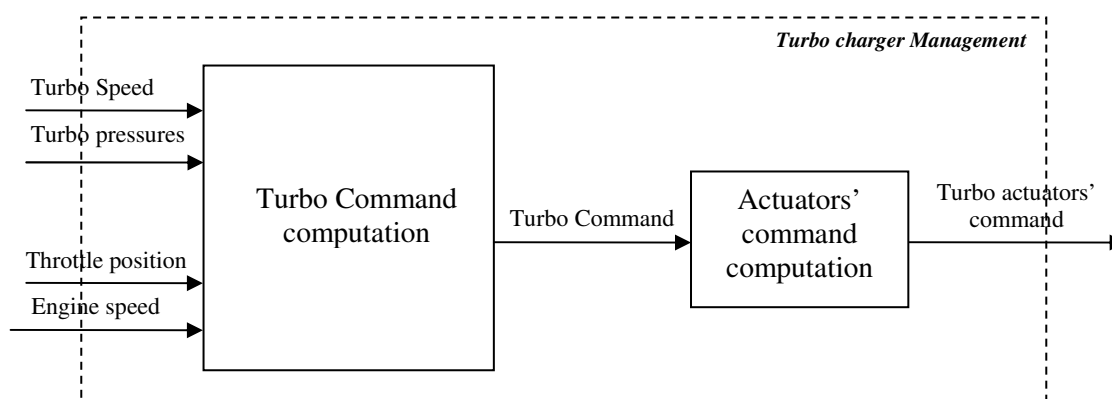 Turbo charger Management
Turbo Speed
Turbo pressures
Throttle position
Engine speed
Turbo Command
computation
Turbo Command
Actuators’
command
computation
Turbo actuators’
command